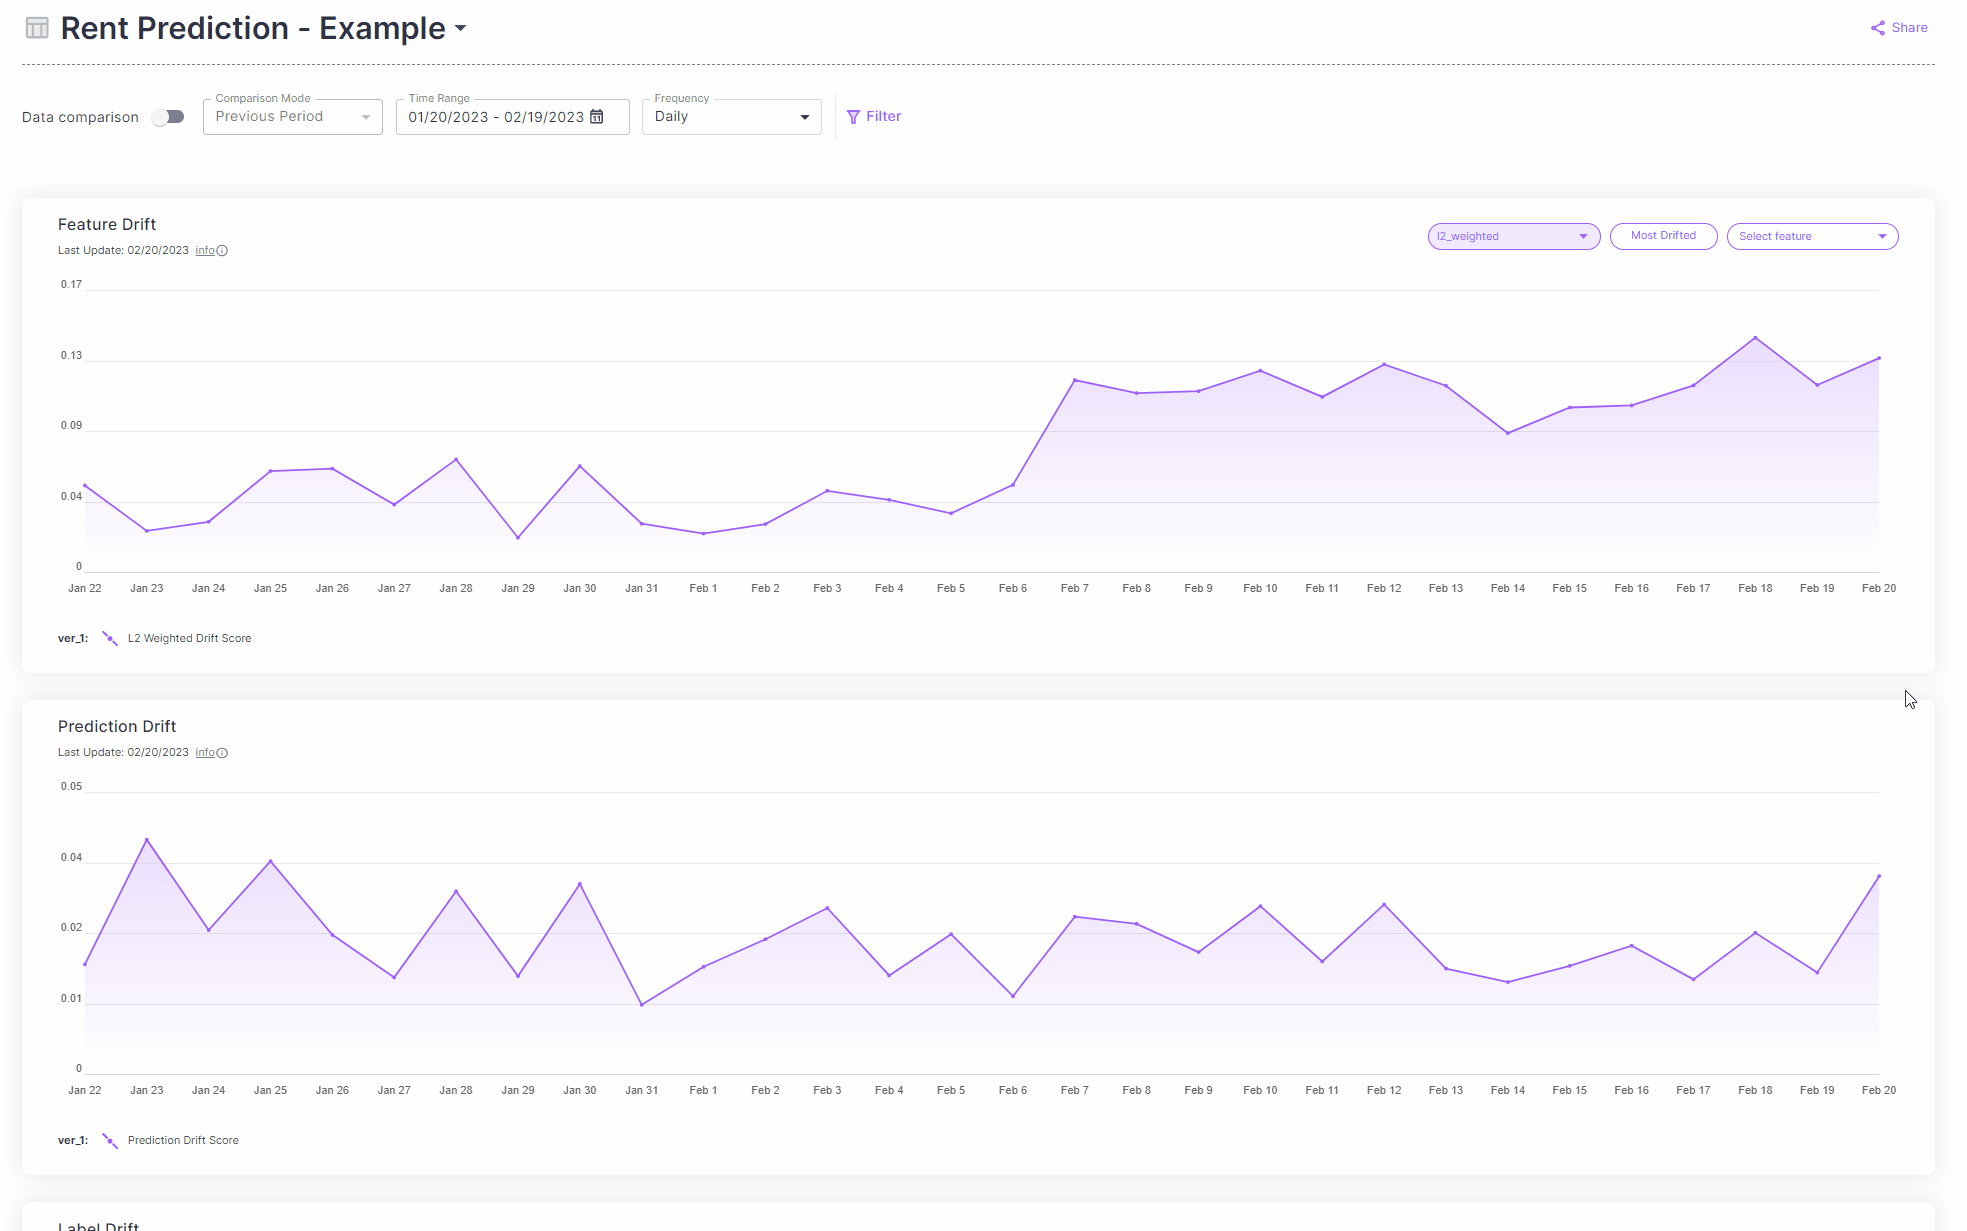 Rent Prediction - Example
Share
Data comparison
Comparison Mode
Previous Period
Time Range
01/20/2023 - 02/19/2023
11
Frequency
Daily
Filter
Feature Drift
Last Update: 02/20/2023 info
l2_weighted
Most Drifted
Select feature
0.17
0.13
0.09
0.04
0
Jan 22 Jan 23 Jan 24 Jan 25 Jan 26 Jan 27 Jan 28 Jan 29 Jan 30 Jan 31 Feb 1 Feb 2 Feb 3 Feb 4 Feb 5 Feb 6 Feb 7 Feb 8 Feb 9 Feb 10 Feb 11 Feb 12 Feb 13 Feb 14 Feb 15 Feb 16 Feb 17 Feb 18 Feb 19 Feb 20
ver_1: L2 Weighted Drift Score
Prediction Drift
Last Update: 02/20/2023 info
0.05
0.04
0.02
0.01
0
Jan 22 Jan 23 Jan 24 Jan 25 Jan 26 Jan 27 Jan 28 Jan 29 Jan 30 Jan 31 Feb 1 Feb 2 Feb 3 Feb 4 Feb 5 Feb 6 Feb 7 Feb 8 Feb 9 Feb 10 Feb 11 Feb 12 Feb 13 Feb 14 Feb 15 Feb 16 Feb 17 Feb 18 Feb 19 Feb 20
ver_1: Prediction Drift Score
Label Drift